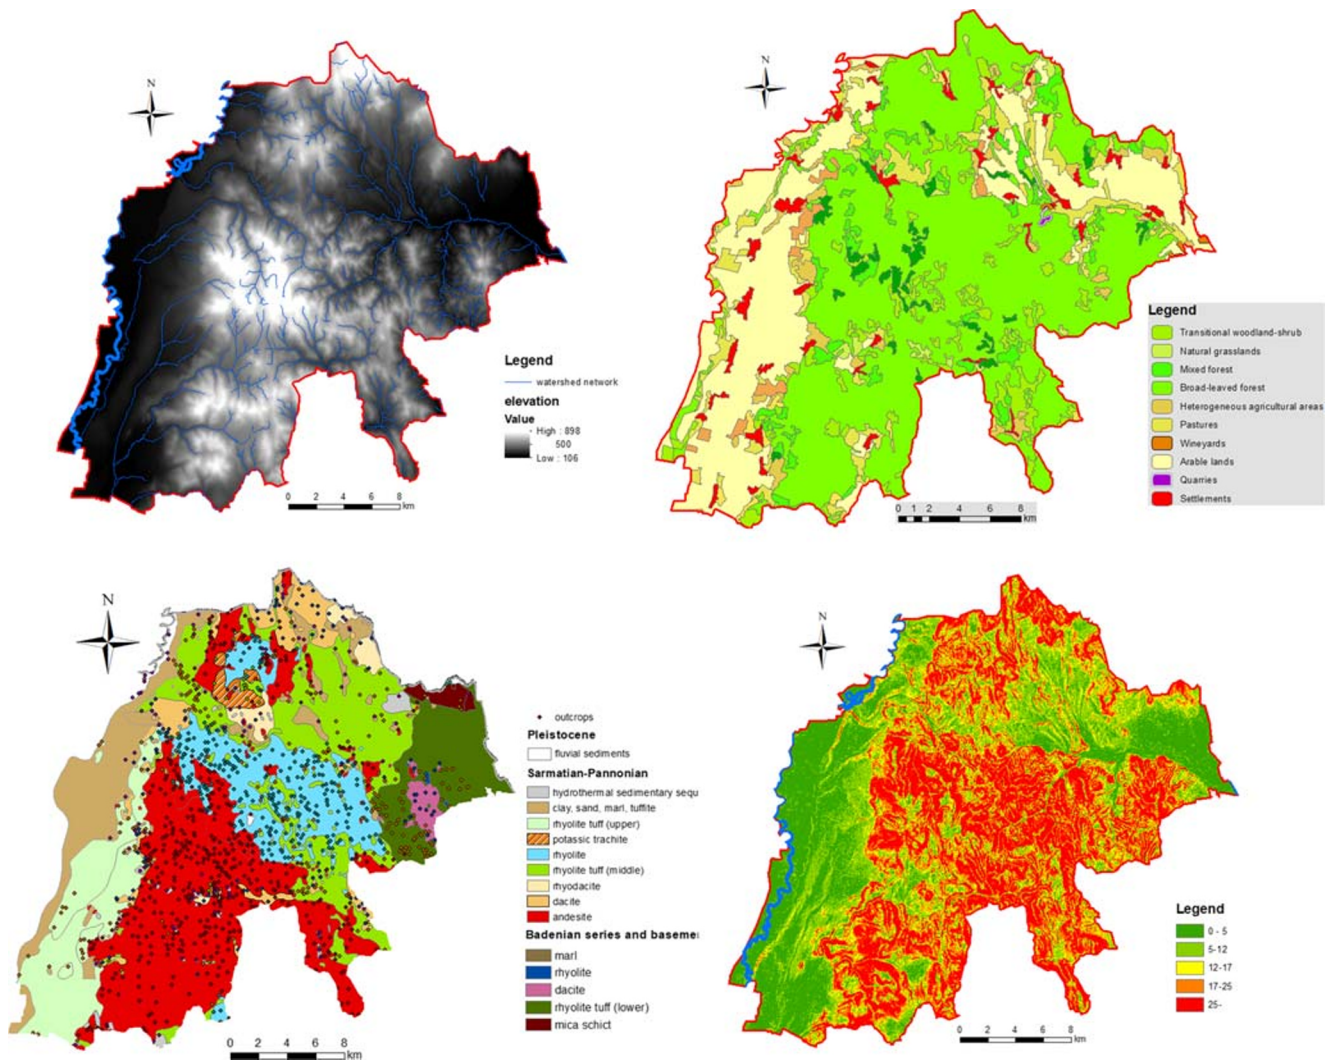 N
Legend
watershed network
elevation
Value
High : 898
500
Low : 106
0 2 4 6 8
km
N
Legend
Transitional woodland-shrub
Natural grasslands
Mixed forest
Broad-leaved forest
Heterogeneous agricultural areas
Pastures
Wineyards
Arable lands
Quarries
Settlements
0 1 2 4 6 8
km
N
outcrops
Pleistocene
fluvial sediments
Sarmatian-Pannonian
hydrothermal sedimentary sequ
clay, sand, marl, tuffite
rhyolite tuff (upper)
potassic trachite
rhyolite
rhyolite tuff (middle)
rhyodacite
dacite
andesite
Badenian series and baseme
marl
rhyolite
dacite
rhyolite tuff (lower)
mica schict
0 2 4 6 8
km
N
Legend
0 - 5
5-12
12-17
17-25
25-
0 2 4 6 8
km